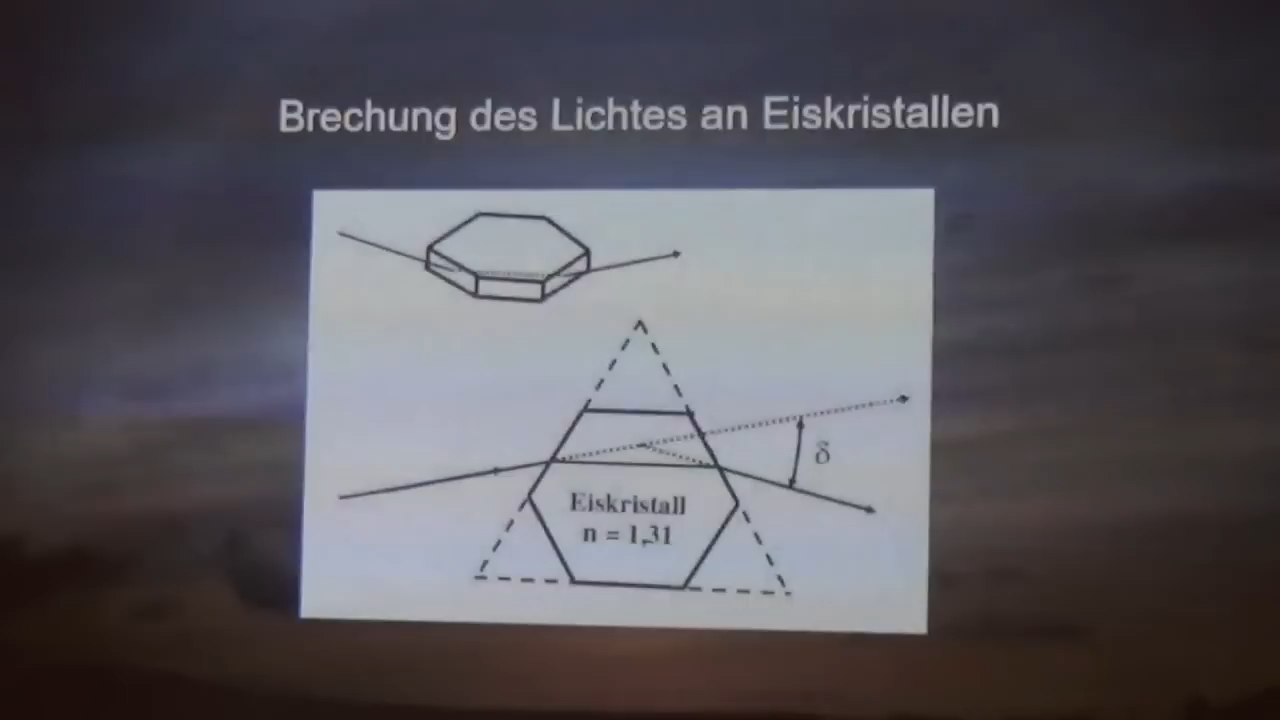 Brechung des Lichtes an Eiskristallen
δ
Eiskristall
n = 1,31